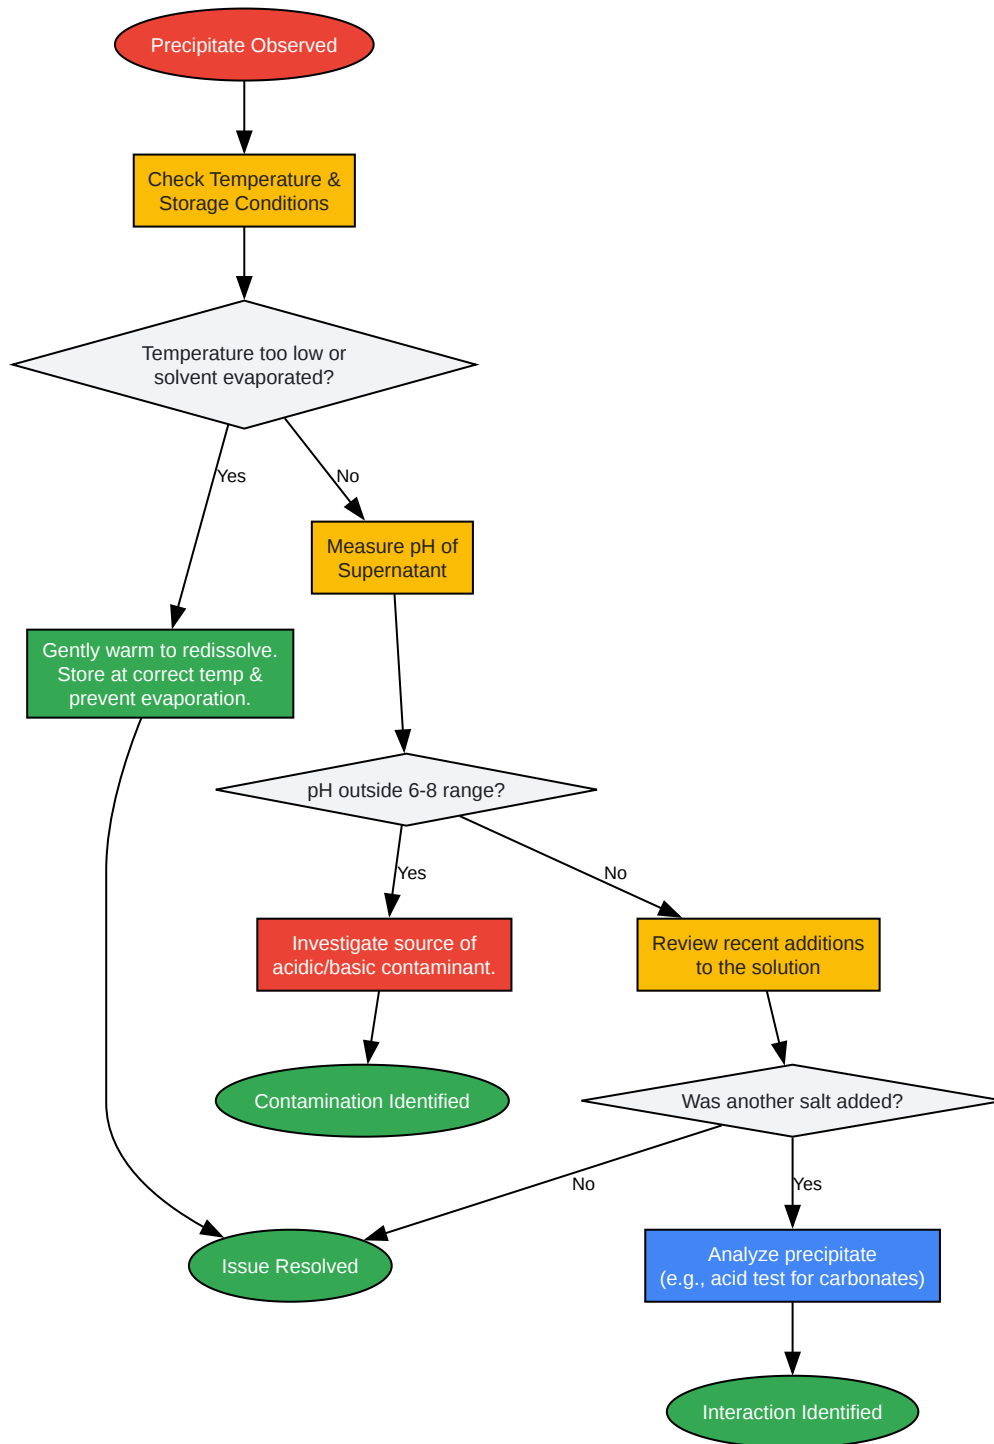 Precipitate Observed
Check Temperature &
Storage Conditions
Temperature too low or
solvent evaporated?
Yes
No
Measure pH of
Supernatant
Gently warm to redissolve.
Store at correct temp &
prevent evaporation.
pH outside 6-8 range?
Yes
No
Investigate source of
acidic/basic contaminant.
Review recent additions
to the solution
Contamination Identified
Was another salt added?
No
Yes
Issue Resolved
Analyze precipitate
(e.g., acid test for carbonates)
Interaction Identified